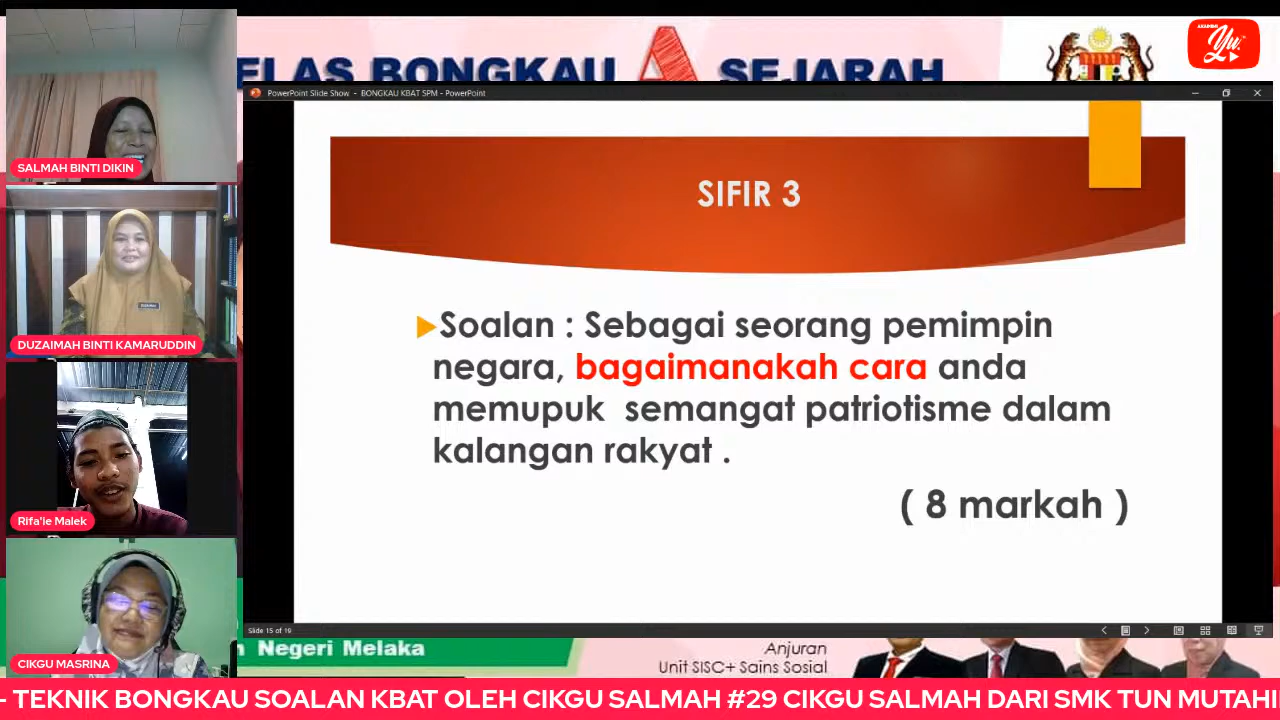 ELAS BONGKAU A SEJARAH
AKADEMI
Yu
PowerPoint Slide Show - BONGKAU KBAT SPM - PowerPoint
SIFIR 3
Soalan : Sebagai seorang pemimpin
negara, bagaimanakah cara anda
memupuk semangat patriotisme dalam
kalangan rakyat .
( 8 markah )
Slide 15 of 19
SALMAH BINTI DIKIN
DUZAIMAH BINTI KAMARUDDIN
Rifa'ie Malek
CIKGU MASRINA
n Negeri Melaka
Anjuran
Unit SISC+ Sains Sosial
- TEKNIK BONGKAU SOALAN KBAT OLEH CIKGU SALMAH #29 CIKGU SALMAH DARI SMK TUN MUTAHI